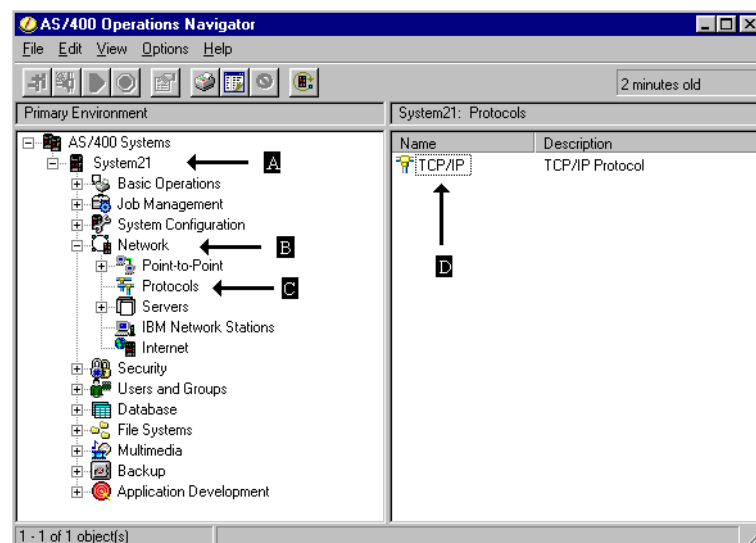 AS/400 Operations Navigator
File Edit View Options Help
2 minutes old
Primary Environment
System21: Protocols
AS/400 Systems
System21 A
Basic Operations
Job Management
System Configuration
Network B
Point-to-Point
Protocols C
Servers
IBM Network Stations
Internet
Security
Users and Groups
Database
File Systems
Multimedia
Backup
Application Development
Name Description
TCP/IP TCP/IP Protocol
D
1 - 1 of 1 object(s)